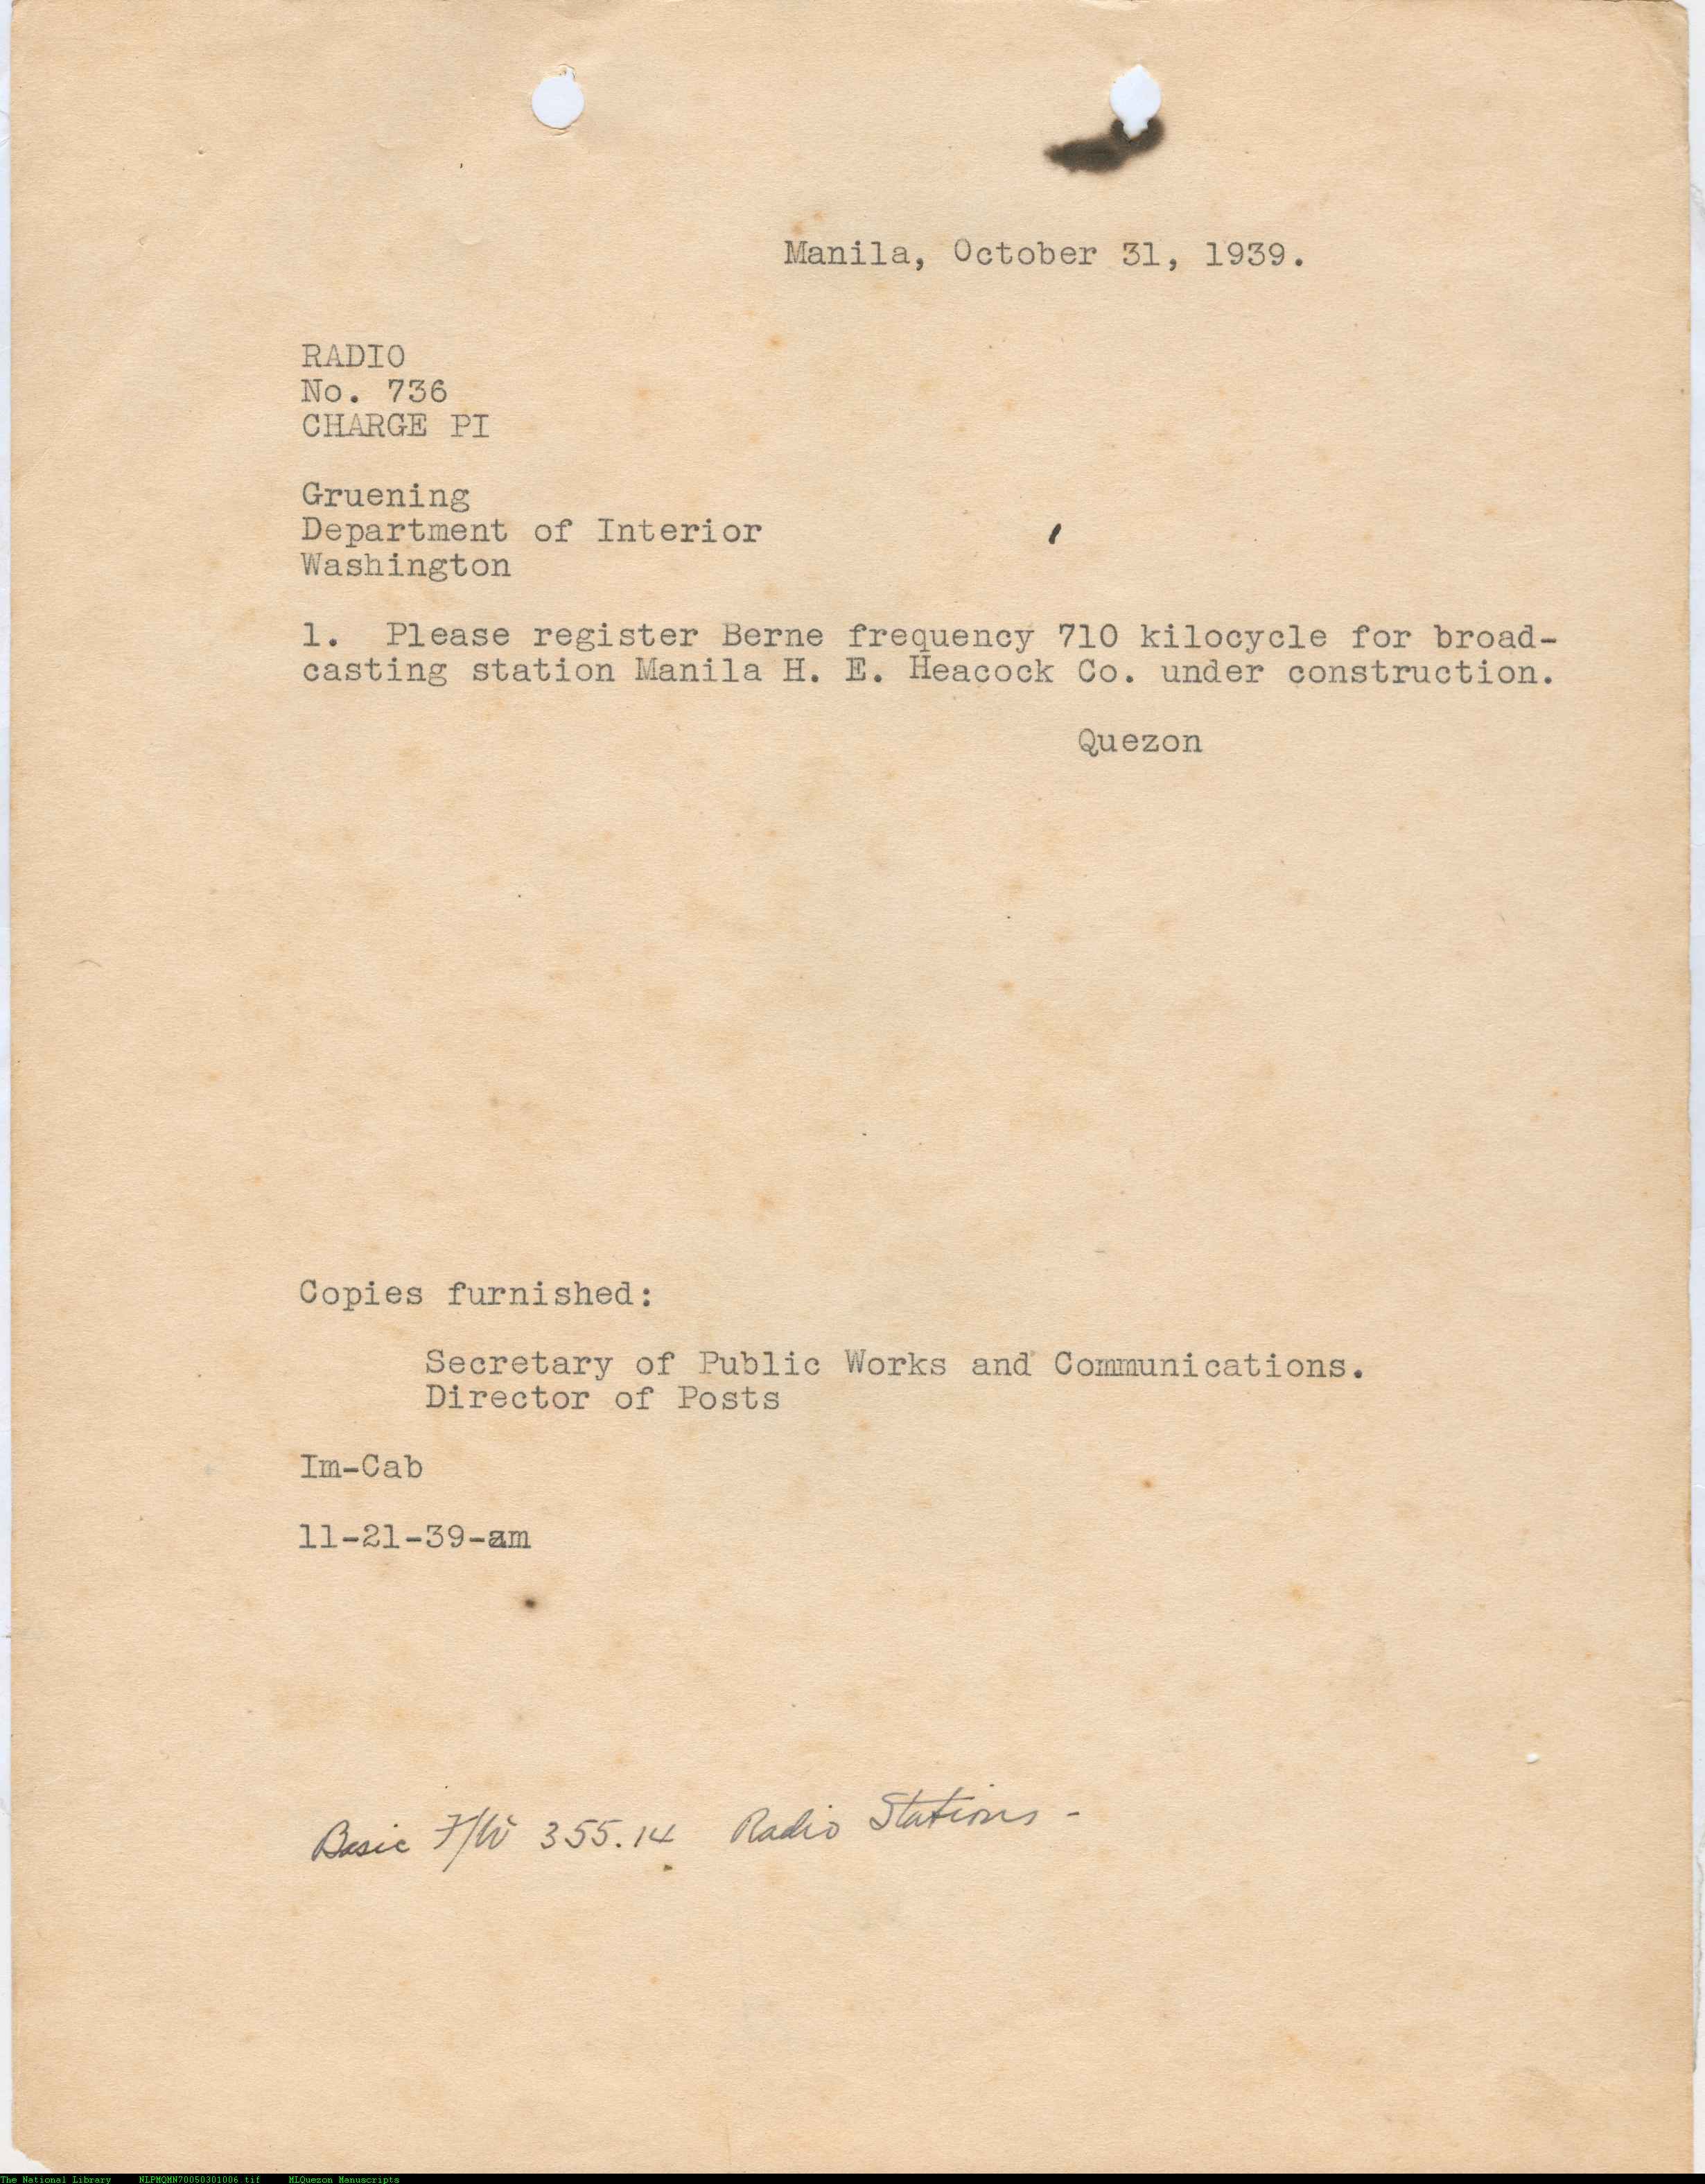 Manila, October 31, 1939.
RADIO
No. 736
CHARGE PI
Gruening
Department of Interior
Washington
1. Please register Berne frequency 710 kilocycle for broad-
casting station Manila H. E. Heacock Co. under construction.
Quezon
Copies furnished:
Secretary of Public Works and Communications.
Director of Posts
Im-Cab
11-21-39-am
Basic F/W 355.14 Radio Stations -
The National Library NLPMQMN70050301006.tif MLQuezon Manuscripts